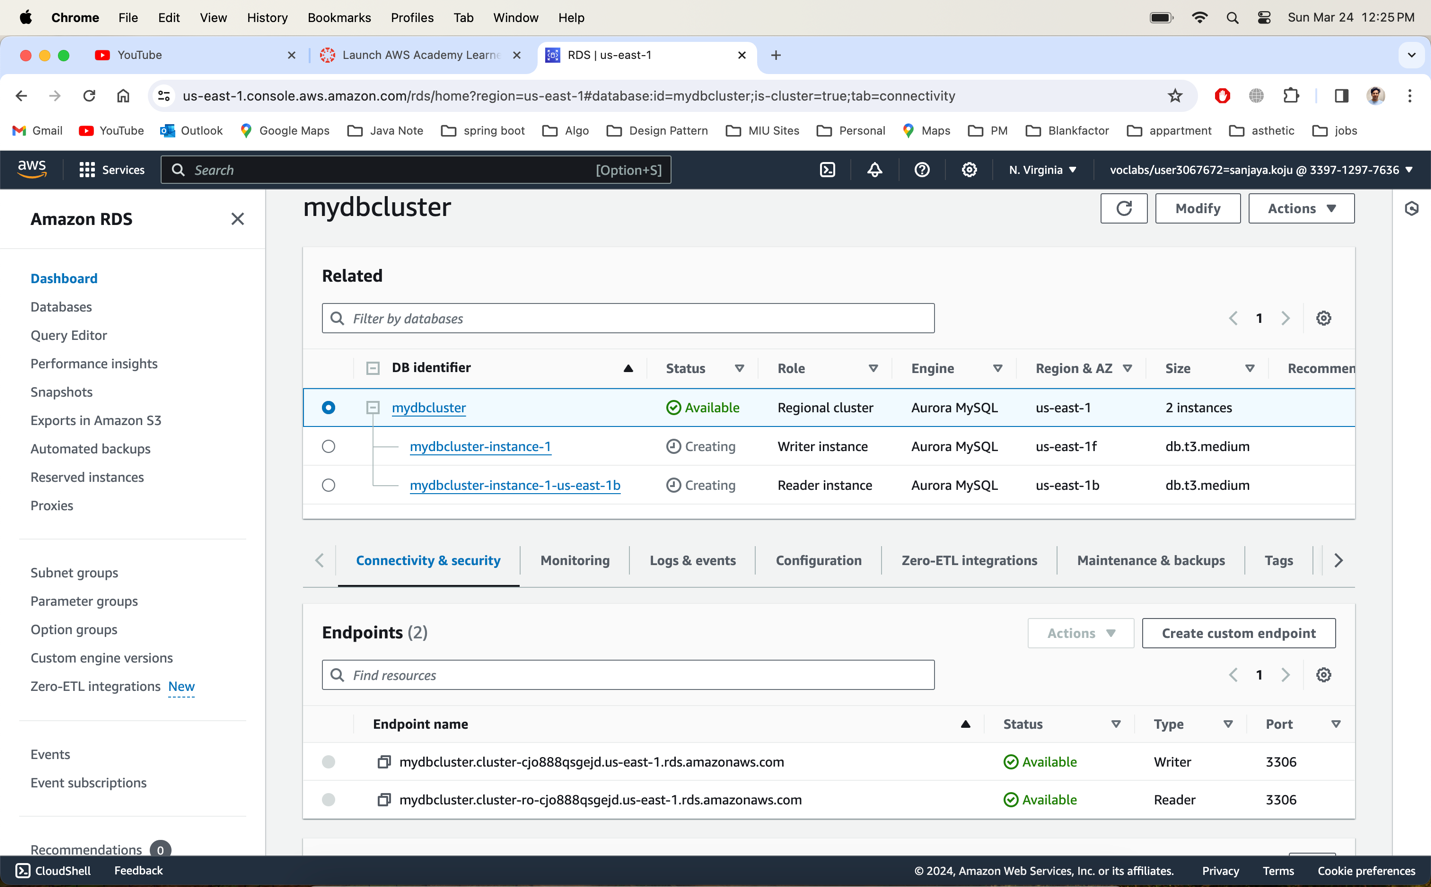 Chrome File Edit View History Bookmarks Profiles Tab Window Help Sun Mar 24 12:25 PM
YouTube Launch AWS Academy Learne RDS | us-east-1
us-east-1.console.aws.amazon.com/rds/home?region=us-east-1#database:id=mydbcluster;is-cluster=true;tab=connectivity
Gmail YouTube Outlook Google Maps Java Note spring boot Algo Design Pattern MIU Sites Personal Maps PM Blankfactor appartment asthetic jobs
aws Services Search [Option+S] N. Virginia voclabs/user3067672=sanjaya.koju @ 3397-1297-7636
Amazon RDS
Dashboard
Databases
Query Editor
Performance insights
Snapshots
Exports in Amazon S3
Automated backups
Reserved instances
Proxies
Subnet groups
Parameter groups
Option groups
Custom engine versions
Zero-ETL integrations New
Events
Event subscriptions
Recommendations 0
mydbcluster
Modify Actions
Related
Filter by databases 1
DB identifier Status Role Engine Region & AZ Size Recommen
mydbcluster Available Regional cluster Aurora MySQL us-east-1 2 instances
mydbcluster-instance-1 Creating Writer instance Aurora MySQL us-east-1f db.t3.medium
mydbcluster-instance-1-us-east-1b Creating Reader instance Aurora MySQL us-east-1b db.t3.medium
Connectivity & security Monitoring Logs & events Configuration Zero-ETL integrations Maintenance & backups Tags
Endpoints (2) Actions Create custom endpoint
Find resources 1
Endpoint name Status Type Port
mydbcluster.cluster-cjo888qsgejd.us-east-1.rds.amazonaws.com Available Writer 3306
mydbcluster.cluster-ro-cjo888qsgejd.us-east-1.rds.amazonaws.com Available Reader 3306
CloudShell Feedback © 2024, Amazon Web Services, Inc. or its affiliates. Privacy Terms Cookie preferences